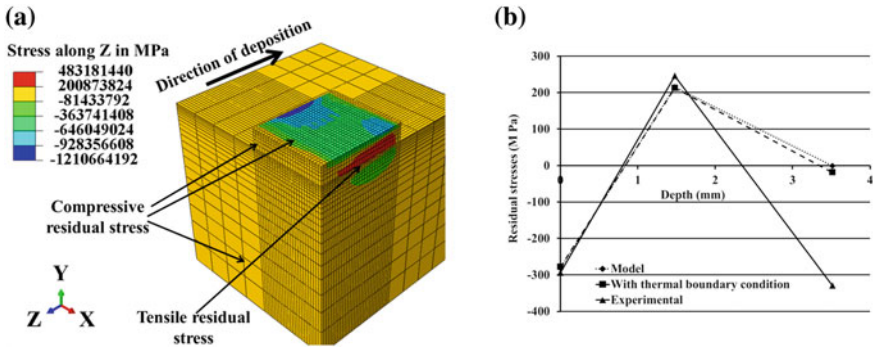 (a)
Stress along Z in MPa
483181440
200873824
-81433792
-363741408
-646049024
-928356608
-1210664192
Direction of deposition
Compressive
residual stress
Tensile residual
stress
Y
Z
X
(b)
Residual stresses (M Pa)
300
200
100
0
-100
-200
-300
-400
0
1
2
3
4
Depth (mm)
Model
With thermal boundary condition
Experimental